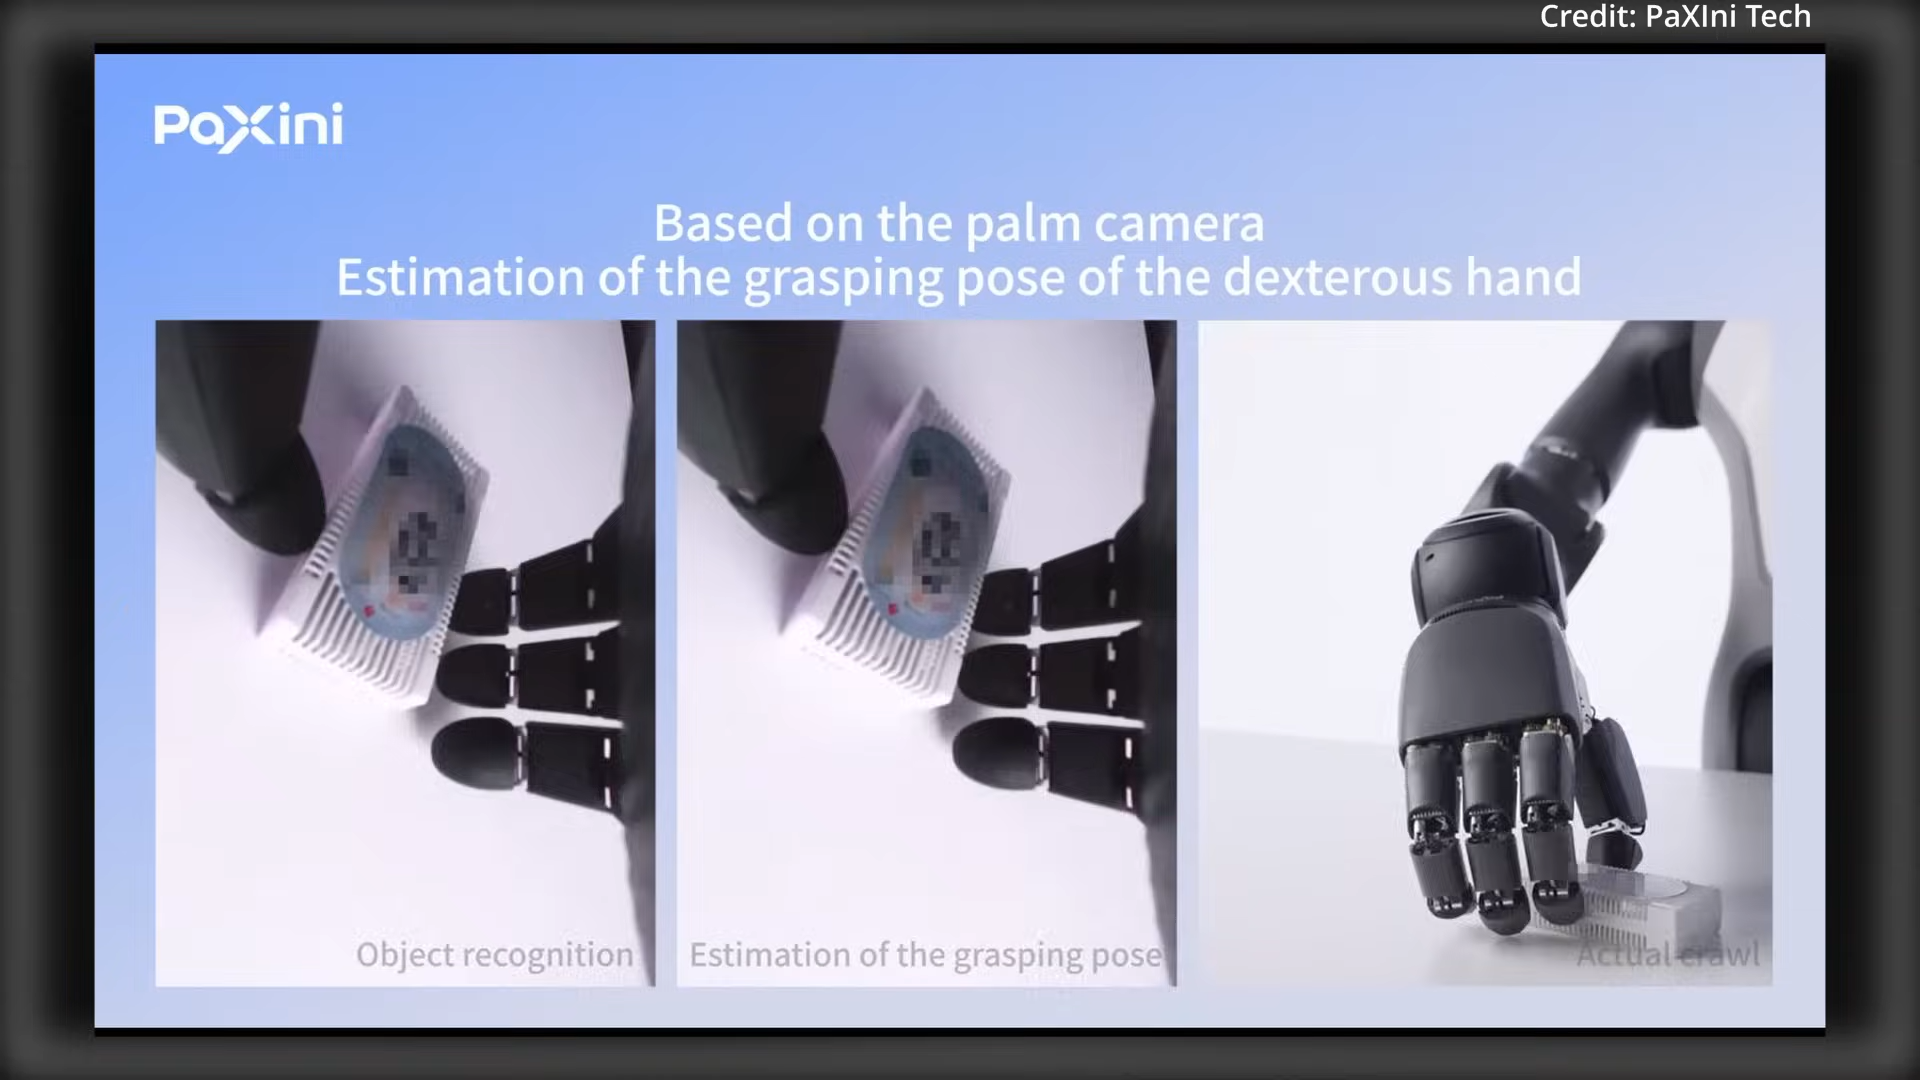 Credit: PaXIni Tech
PaXini
Based on the palm camera
Estimation of the grasping pose of the dexterous hand
Object recognition
Estimation of the grasping pose
Actual crawl